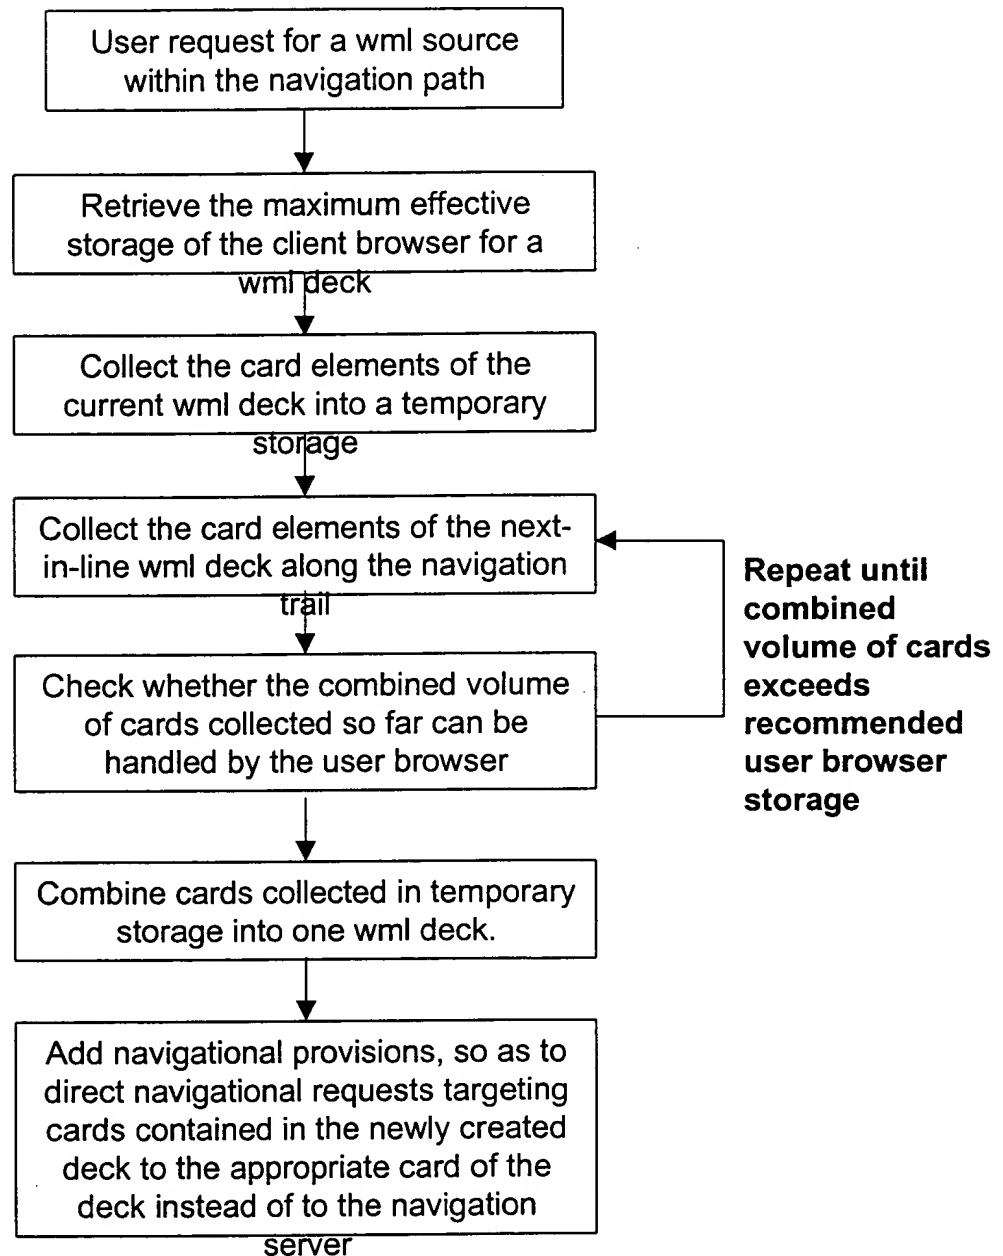 User request for a wml source
within the navigation path
Retrieve the maximum effective
storage of the client browser for a
wml deck
Collect the card elements of the
current wml deck into a temporary
storage
Collect the card elements of the next-
in-line wml deck along the navigation
trail
Check whether the combined volume
of cards collected so far can be
handled by the user browser
Repeat until
combined
volume of cards
exceeds
recommended
user browser
storage
Combine cards collected in temporary
storage into one wml deck.
Add navigational provisions, so as to
direct navigational requests targeting
cards contained in the newly created
deck to the appropriate card of the
deck instead of to the navigation
server